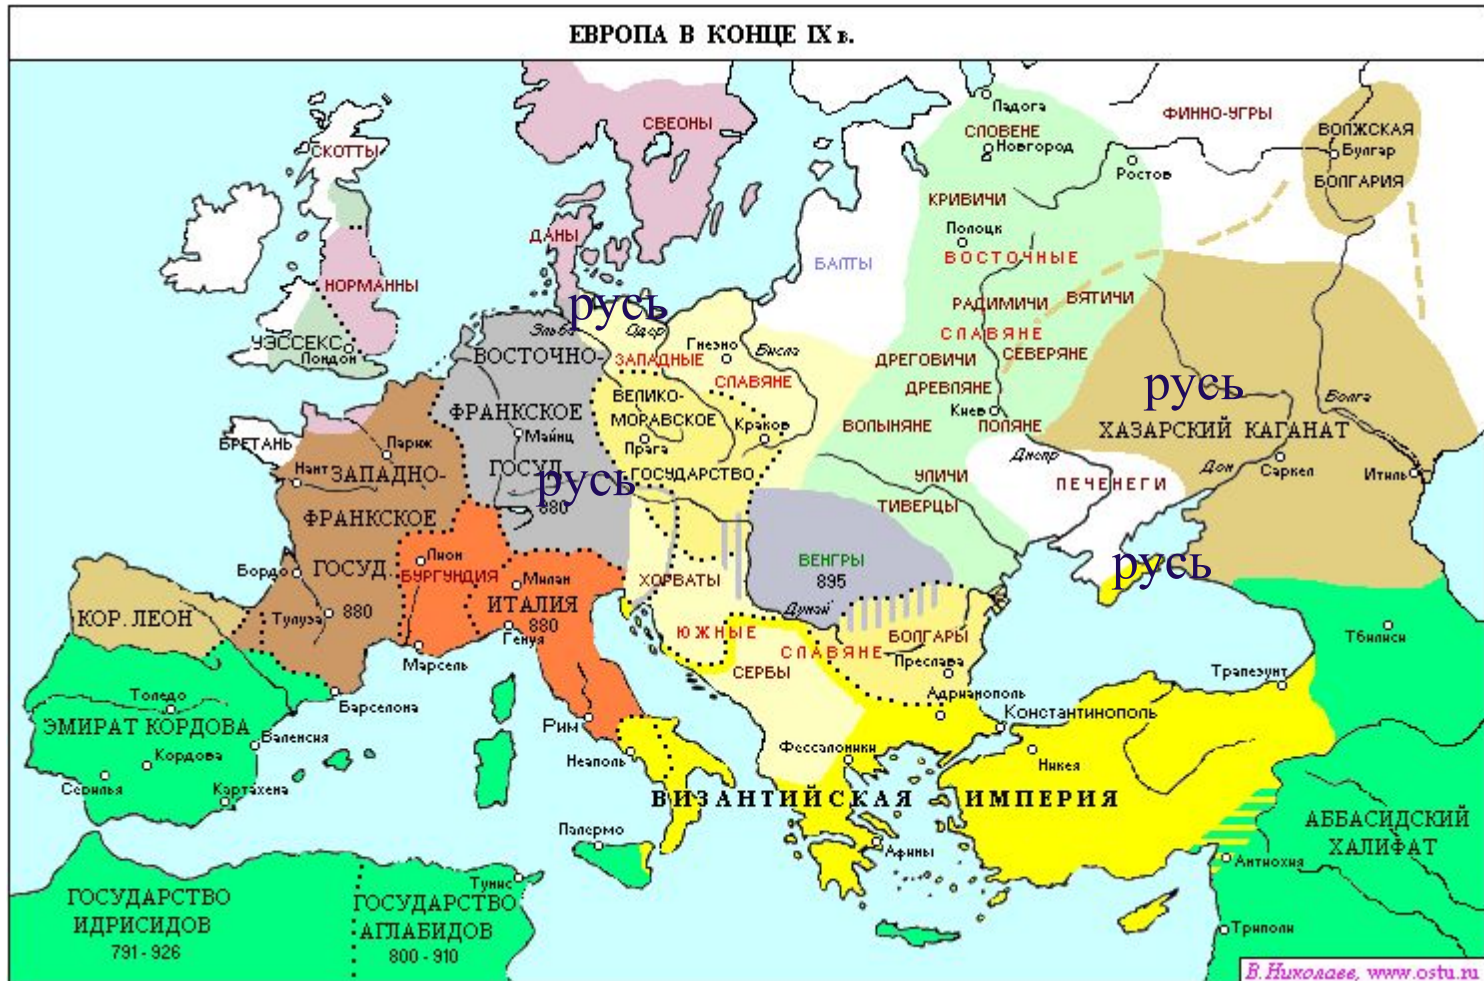 ЕВРОПА В КОНЦЕ IX в.
Ладога
ФИННО-УГРЫ
СВЕОНЫ
СЛОВЕНЕ
Новгород
ВОЛЖСКАЯ
Булгар
БОЛГАРИЯ
СКОТТЫ
Ростов
КРИВИЧИ
Полоцк
ДАНЫ
ВОСТОЧНЫЕ
БАЛТЫ
НОРМАННЫ
РАДИМИЧИ
ВЯТИЧИ
русь
Эльба
Одер
СЛАВЯНЕ
УЭССЕКС
Лондон
Гнезно
Висла
СЕВЕРЯНЕ
ВОСТОЧНО-
ЗАПАДНЫЕ
ДРЕГОВИЧИ
СЛАВЯНЕ
ДРЕВЛЯНЕ
русь
ВЕЛИКО-
МОРАВСКОЕ
Волга
ФРАНКСКОЕ
Киев
ПОЛЯНЕ
ВОЛЫНЯНЕ
Краков
ХАЗАРСКИЙ КАГАНАТ
БРЕТАНЬ
Париж
Майнц
Прага
Днепр
Саркел
Нант
ЗАПАДНО-
ГОСУД.
ГОСУДАРСТВО
УЛИЧИ
Дон
Итиль
русь
ПЕЧЕНЕГИ
880
ТИВЕРЦЫ
ФРАНКСКОЕ
Лион
ВЕНГРЫ
русь
Бордо
ГОСУД.
БУРГУНДИЯ
Милан
ХОРВАТЫ
895
ИТАЛИЯ
Дунай
КОР. ЛЕОН
Тулуза
880
880
Генуя
ЮЖНЫЕ
БОЛГАРЫ
Тбилиси
Марсель
СЛАВЯНЕ
Преслава
СЕРБЫ
Трапезунт
Толедо
Барселона
Адрианополь
Константинополь
ЭМИРАТ КОРДОВА
Рим
Валенсия
Фессалоники
Никея
Кордова
Неаполь
Севилья
Картахена
ВИЗАНТИЙСКАЯ ИМПЕРИЯ
Палермо
АББАСИДСКИЙ
ХАЛИФАТ
Афины
Антиохия
Тунис
ГОСУДАРСТВО
ИДРИСИДОВ
791 - 926
ГОСУДАРСТВО
АГЛАБИДОВ
800 - 910
Триполи
В.Николаев, www.ostu.ru